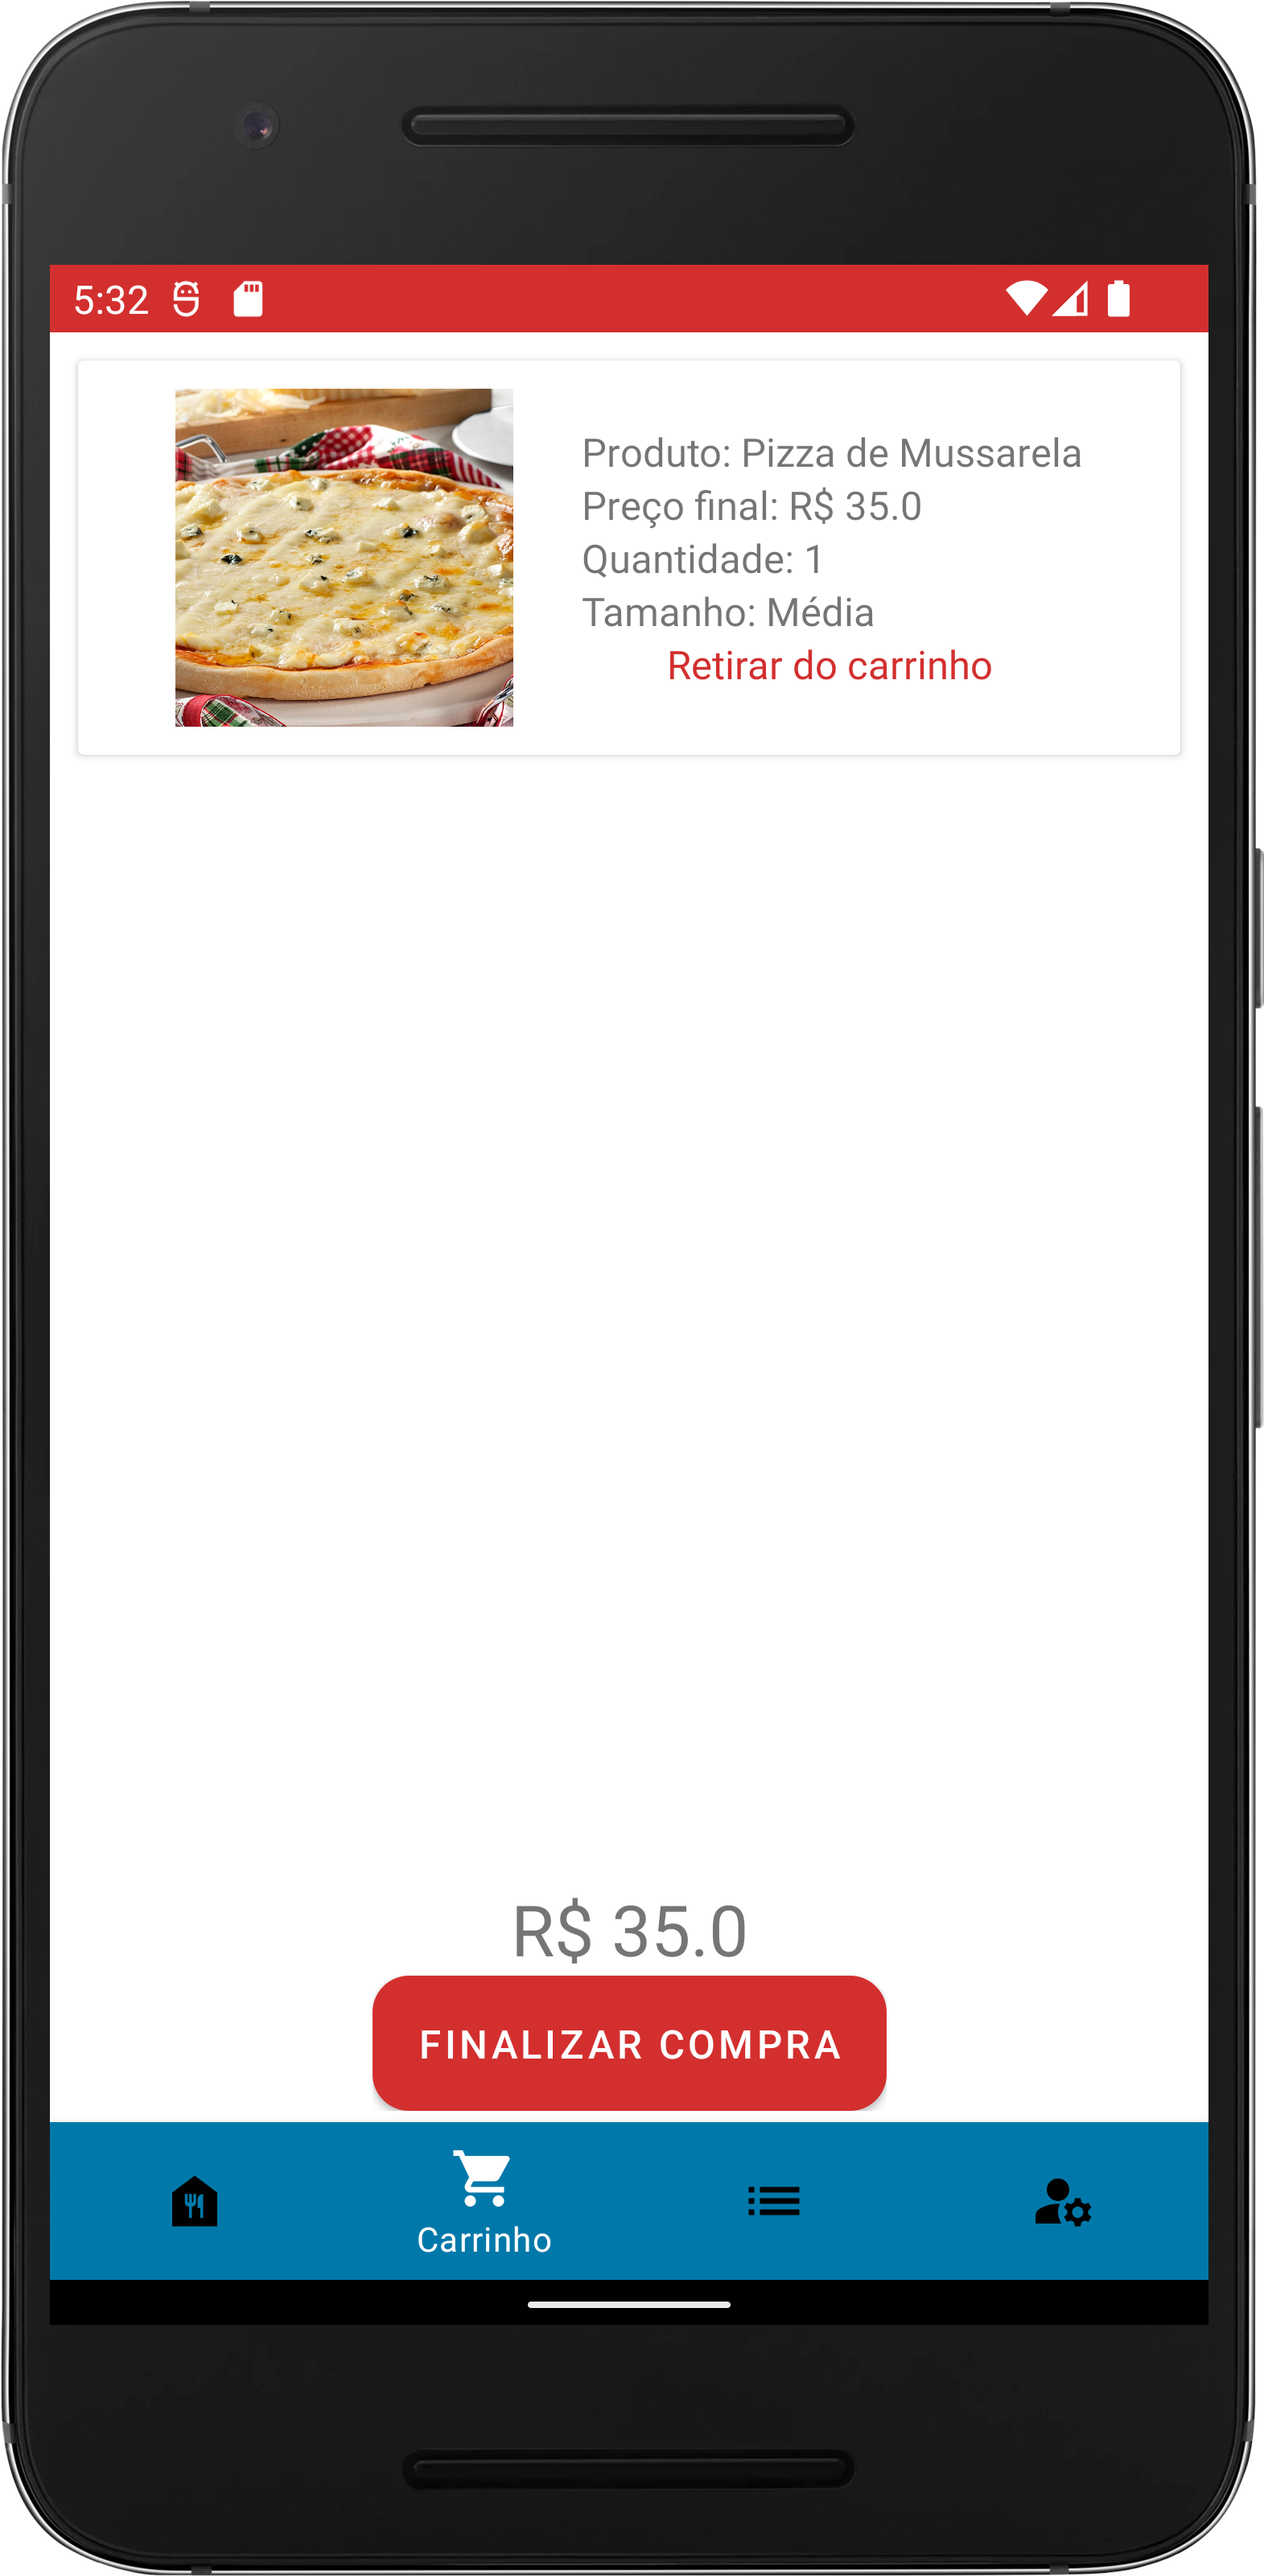 5:32
Produto: Pizza de Mussarela
Preço final: R$ 35.0
Quantidade: 1
Tamanho: Média
Retirar do carrinho
R$ 35.0
FINALIZAR COMPRA
Carrinho